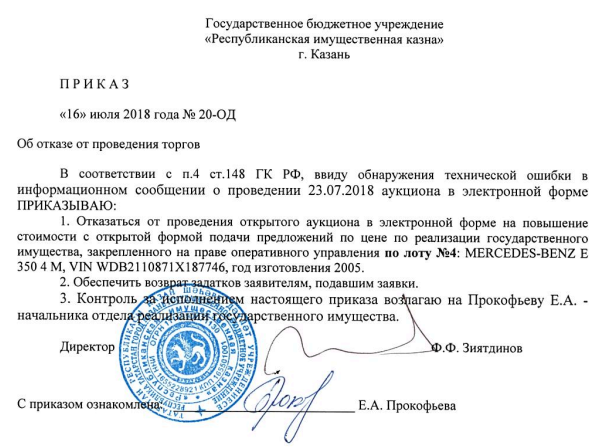 Государственное бюджетное учреждение
«Республиканская имущественная казна»
г. Казань
П Р И К А З
«16» июля 2018 года № 20-ОД
Об отказе от проведения торгов
В соответствии с п.4 ст.148 ГК РФ, ввиду обнаружения технической ошибки в
информационном сообщении о проведении 23.07.2018 аукциона в электронной форме
ПРИКАЗЫВАЮ:
1. Отказаться от проведения открытого аукциона в электронной форме на повышение
стоимости с открытой формой подачи предложений по цене по реализации государственного
имущества, закрепленного на праве оперативного управления по лоту №4: MERCEDES-BENZ E
350 4 M, VIN WDB2110871X187746, год изготовления 2005.
2. Обеспечить возврат задатков заявителям, подавшим заявки.
3. Контроль за исполнением настоящего приказа возлагаю на Прокофьеву Е.А. -
начальника отдела реализации государственного имущества.
Директор Ф.Ф. Зиятдинов
С приказом ознакомлена: Е.А. Прокофьева